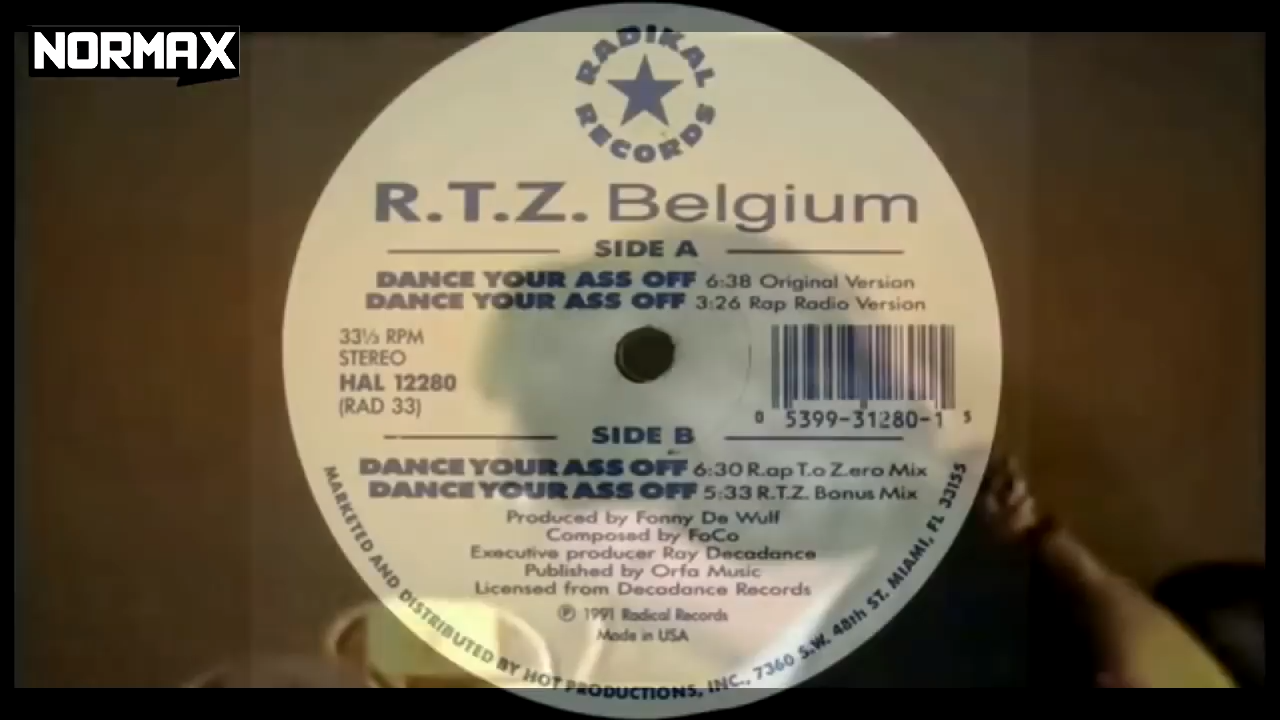 NORMAX
RADIKAL
RECORDS
R.T.Z. Belgium
SIDE A
DANCE YOUR ASS OFF 6:38 Original Version
DANCE YOUR ASS OFF 3:26 Rap Radio Version
33⅓ RPM
STEREO
HAL 12280
(RAD 33)
0 5399-31280-1 5
SIDE B
DANCE YOUR ASS OFF 6:30 R.ap T.o Z.ero Mix
DANCE YOUR ASS OFF 5:33 R.T.Z. Bonus Mix
Produced by Fonny De Wulf
Composed by FoCo
Executive producer Ray Decadance
Published by Orfa Music
Licensed from Decadance Records
℗ 1991 Radical Records
Made in USA
MARKETED AND DISTRIBUTED BY HOT PRODUCTIONS, INC., 7360 S.W. 48th ST. MIAMI, FL 33155